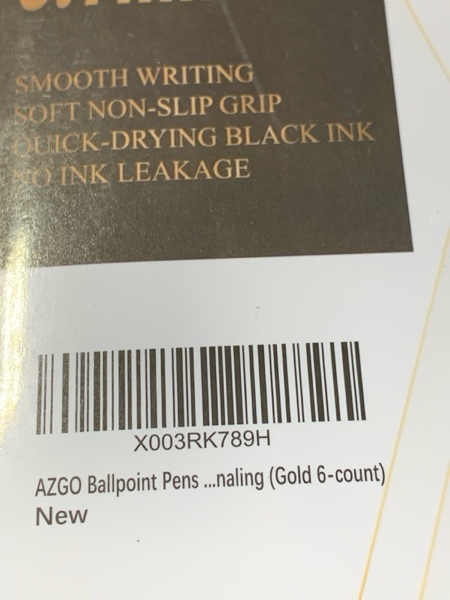 SMOOTH WRITING
SOFT NON-SLIP GRIP
QUICK-DRYING BLACK INK
NO INK LEAKAGE
X003RK789H
AZGO Ballpoint Pens ...naling (Gold 6-count)
New